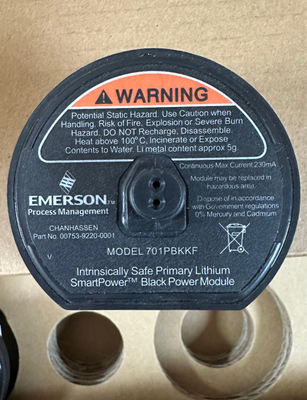 WARNING
Potential Static Hazard. Use Caution when
Handling. Risk of Fire, Explosion or Severe Burn
Hazard. DO NOT Recharge, Disassemble.
Heat above 100°C, Incinerate or Expose
Contents to Water. Li metal content approx 5g.
Continuous Max Current 230mA
Module may be replaced in
hazardous area.
EMERSON™
Process Management
Dispose of in accordance
with Government regulations
0% Mercury and Cadmium
CHANHASSEN
Part No. 00753-9220-0001
V
MODEL 701PBKKF
Intrinsically Safe Primary Lithium
SmartPower™ Black Power Module